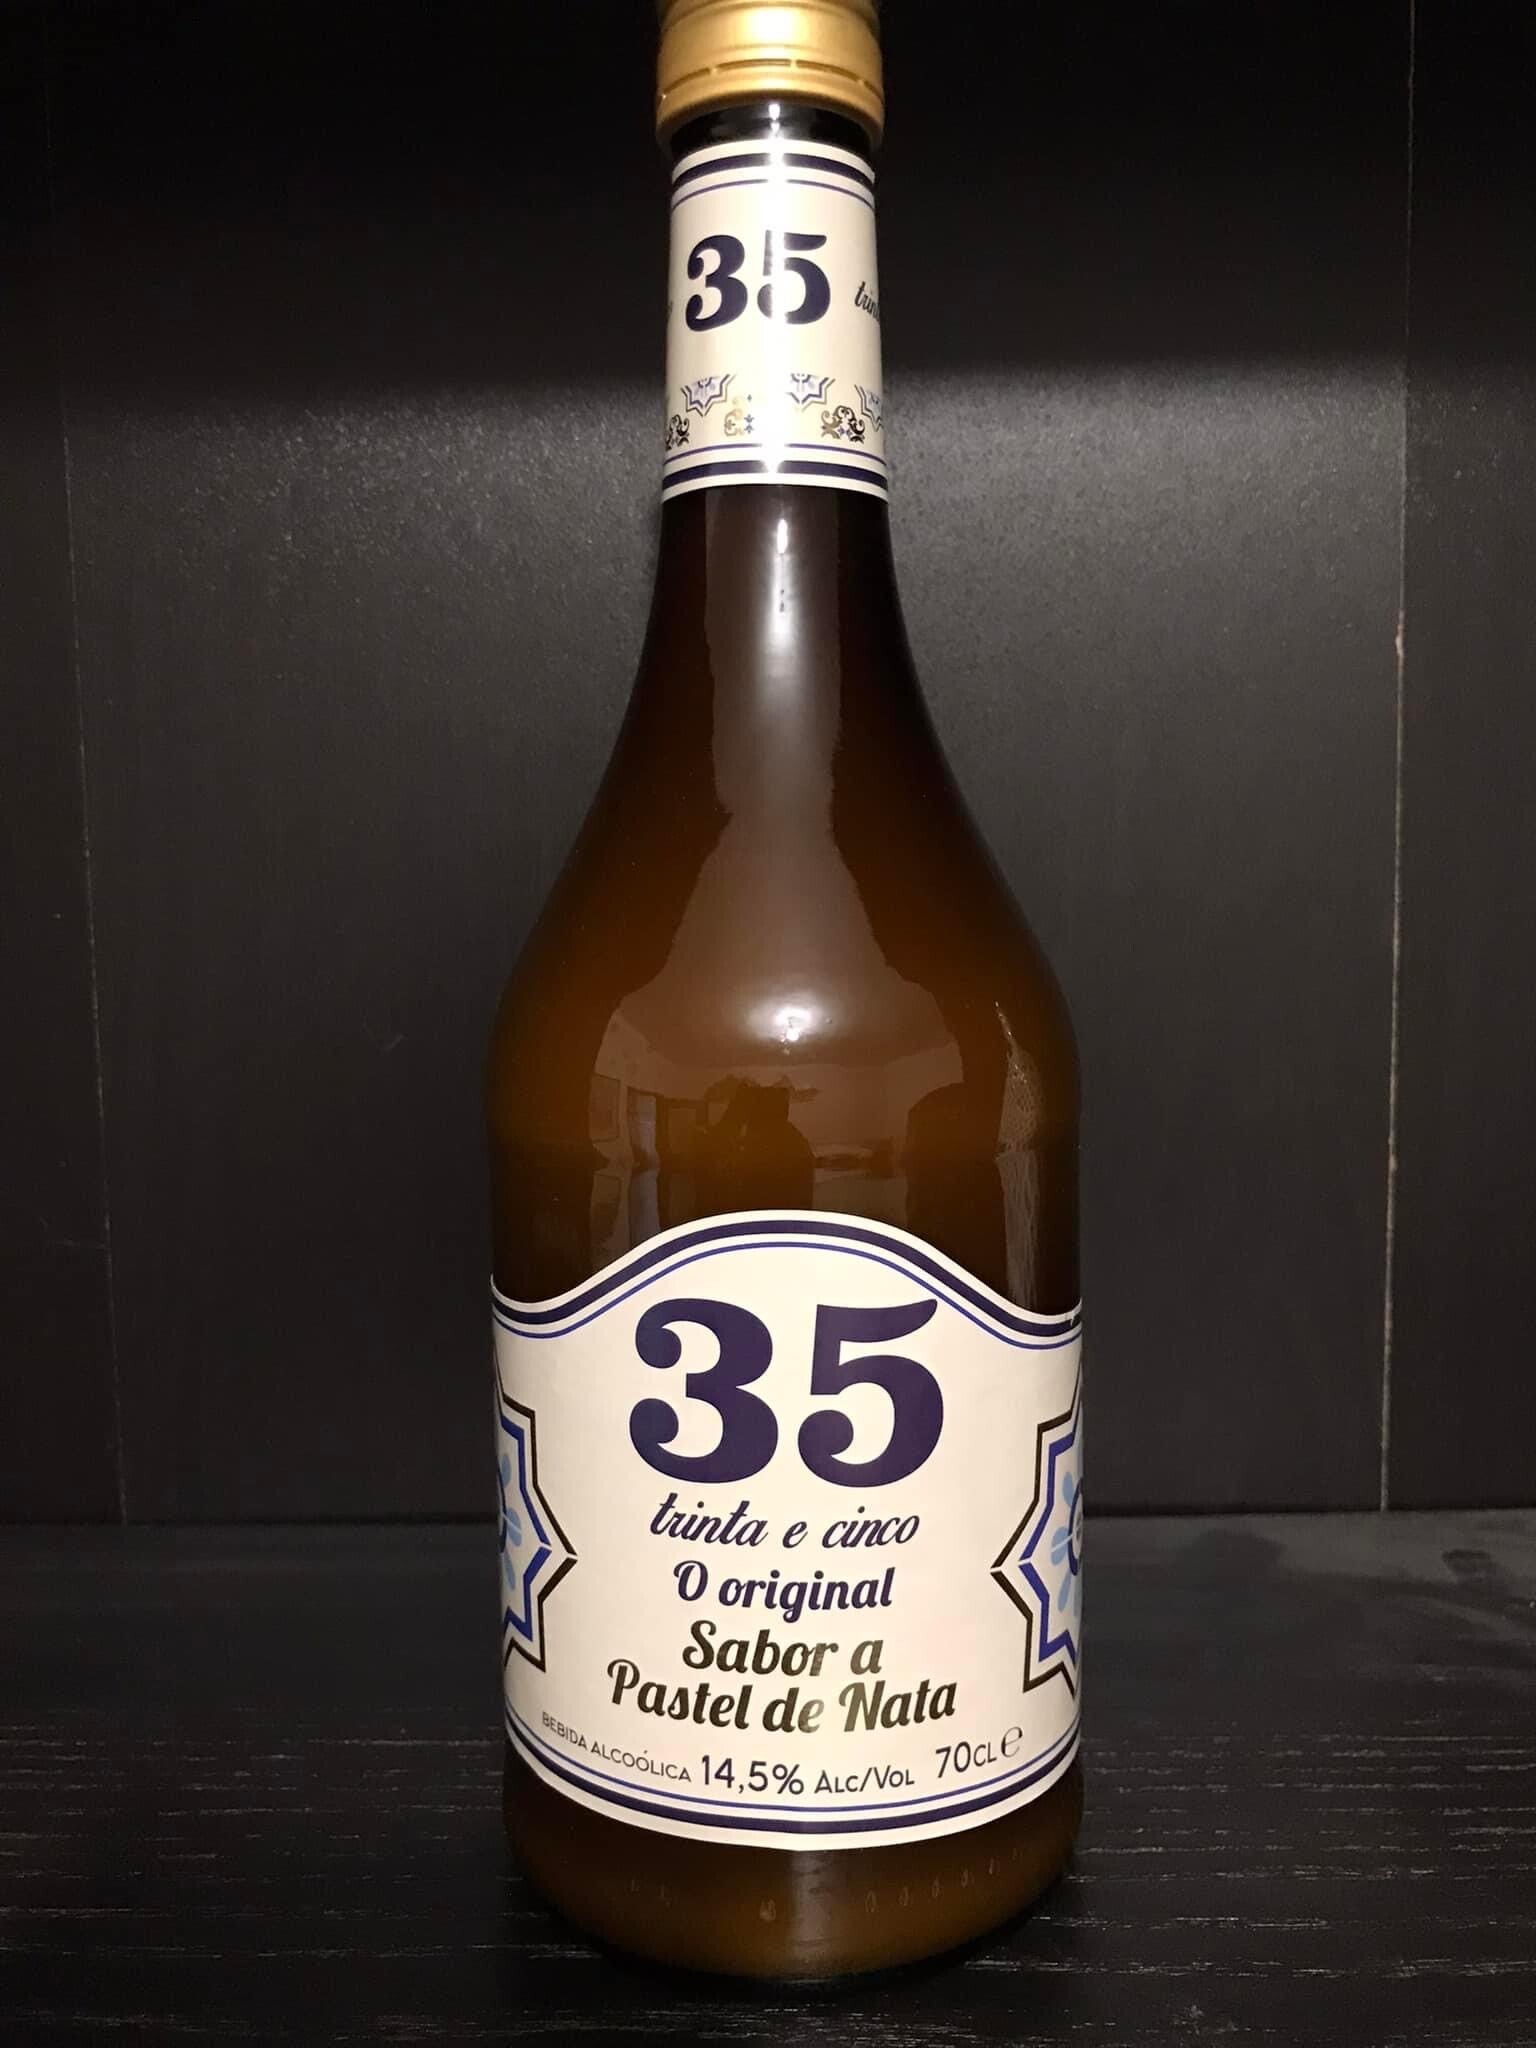 35
35
trinta e cinco
O original
Sabor a
Pastel de Nata
BEBIDA ALCOÓLICA 14,5% ALC/VOL 70CL e